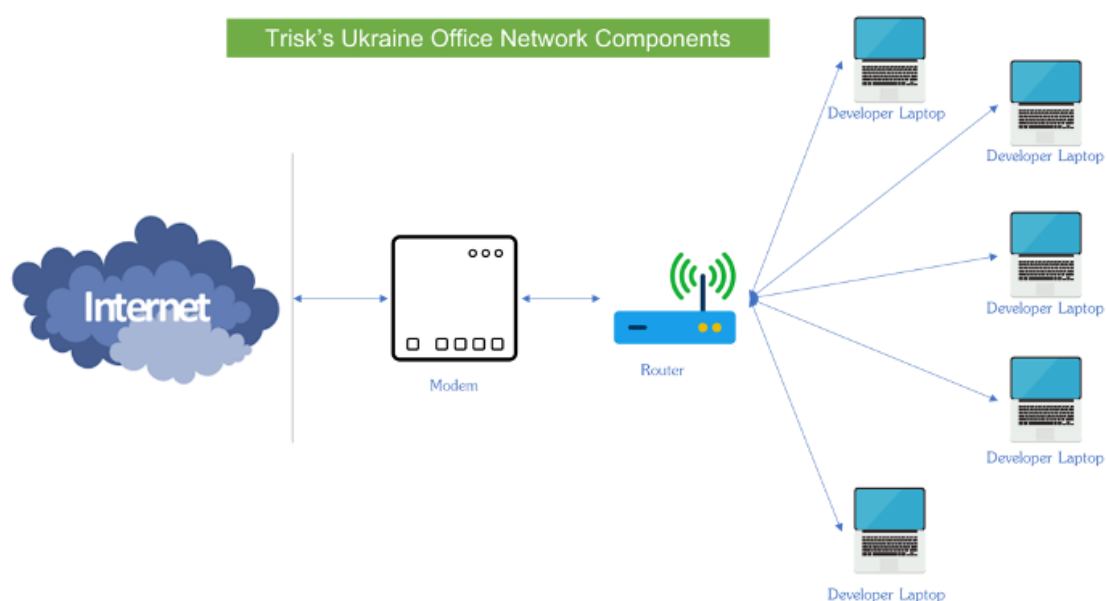 Trisk's Ukraine Office Network Components
Developer Laptop
Developer Laptop
Internet
Developer Laptop
Modem
Router
Developer Laptop
Developer Laptop